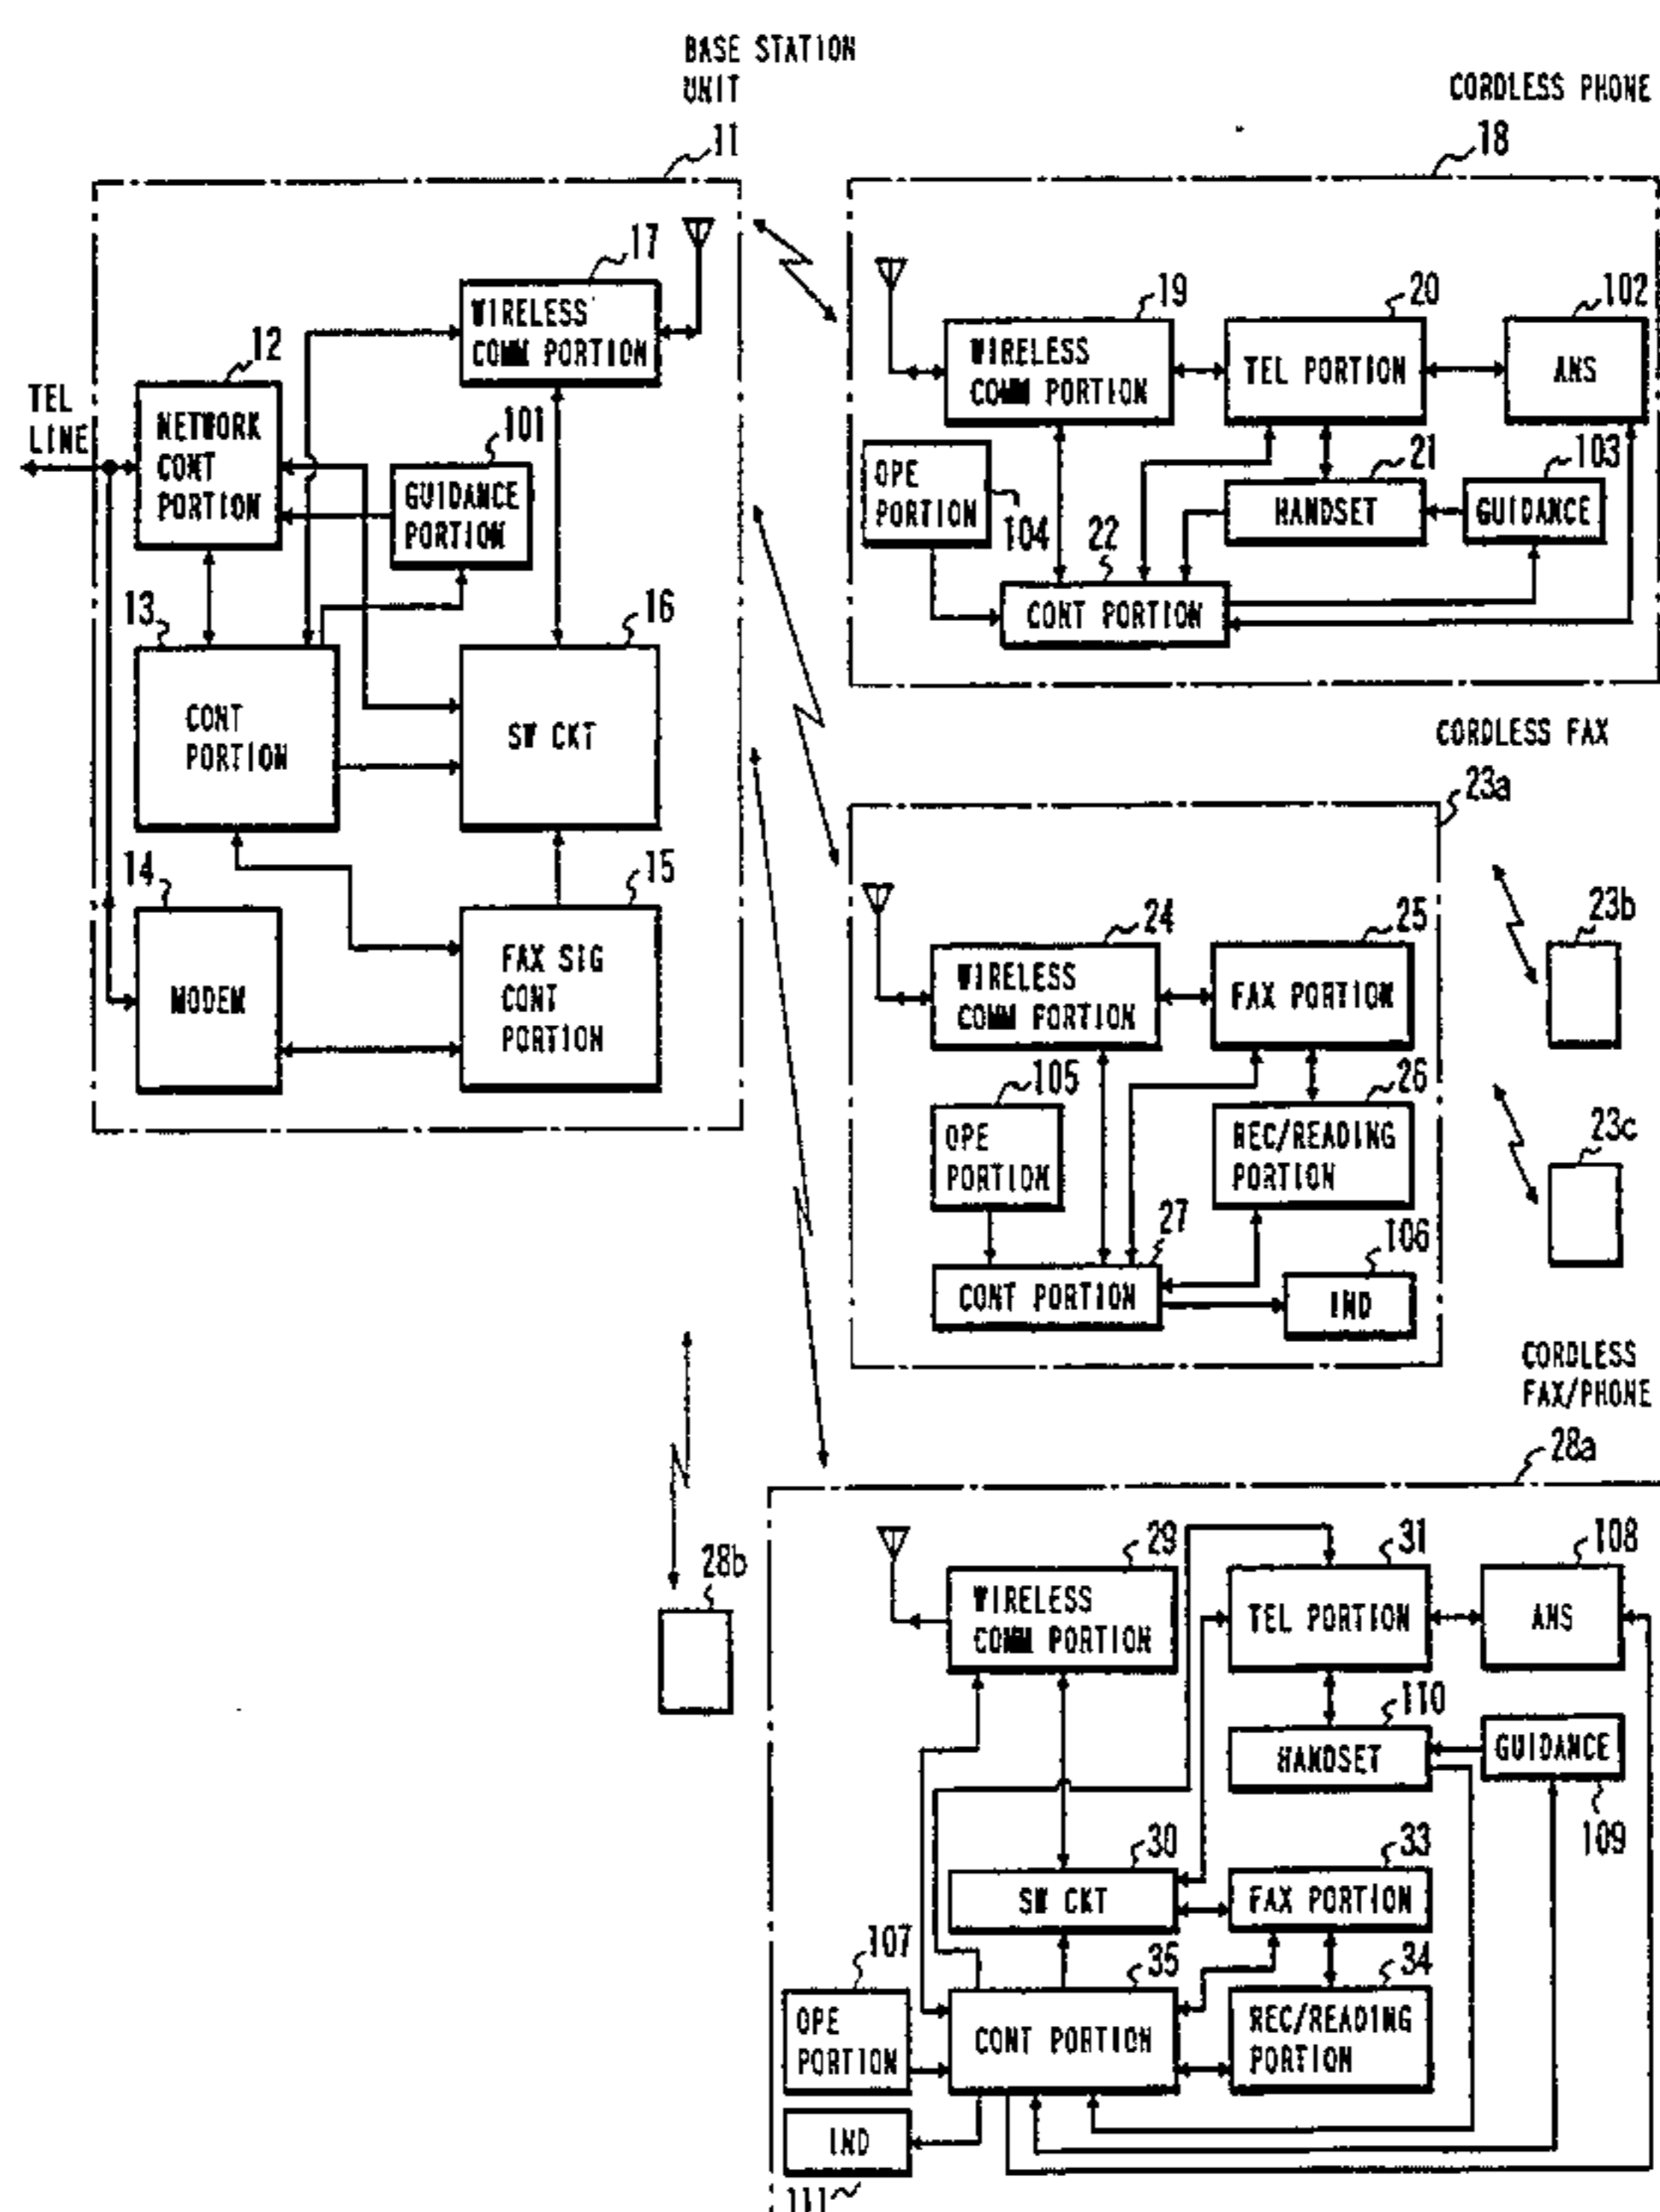 BASE STATION
UNIT
11
17
WIRELESS
COMM PORTION
12
TEL
LINE
NETWORK
CONT
PORTION
101
GUIDANCE
PORTION
13
CONT
PORTION
16
SW CKT
14
MODEM
15
FAX SIG
CONT
PORTION
CORDLESS PHONE
18
19
WIRELESS
COMM PORTION
20
TEL PORTION
102
ANS
OPE
PORTION
104
21
HANDSET
103
GUIDANCE
22
CONT PORTION
CORDLESS FAX
23a
24
WIRELESS
COMM PORTION
25
FAX PORTION
105
OPE
PORTION
26
REC/READING
PORTION
27
CONT PORTION
106
IND
23b
23c
28b
CORDLESS
FAX/PHONE
28a
29
WIRELESS
COMM PORTION
31
TEL PORTION
108
ANS
110
HANDSET
GUIDANCE
109
30
SW CKT
33
FAX PORTION
107
OPE
PORTION
35
CONT PORTION
34
REC/READING
PORTION
IND
111